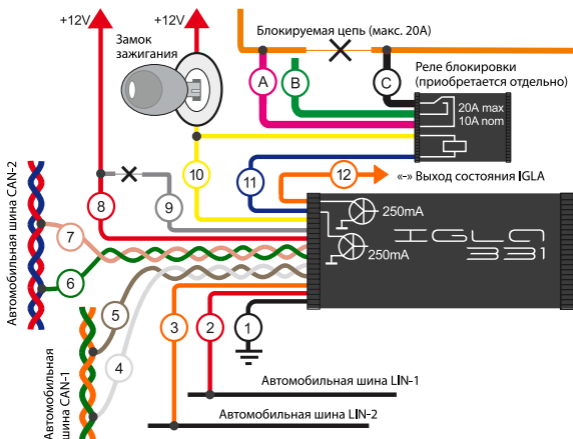 +12V
+12V
Блокируемая цепь (макс. 20А)
Замок
зажигания
Реле блокировки
(приобретается отдельно)
A
B
C
20A max
10A nom
10
11
12
«-» Выход состояния IGLA
8
9
250mA
250mA
IGLA
331
7
6
5
4
3
2
1
Автомобильная шина CAN-2
Автомобильная
шина CAN-1
Автомобильная шина LIN-1
Автомобильная шина LIN-2